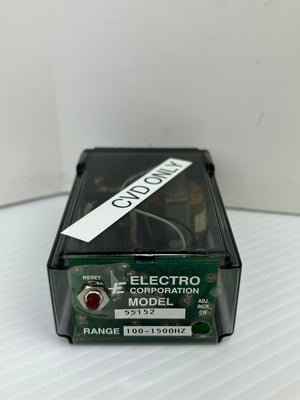 CVD ONLY
RESET
ELECTRO
CORPORATION
MODEL
55152
ADJ.
INCR
CW
RANGE 100-1500HZ